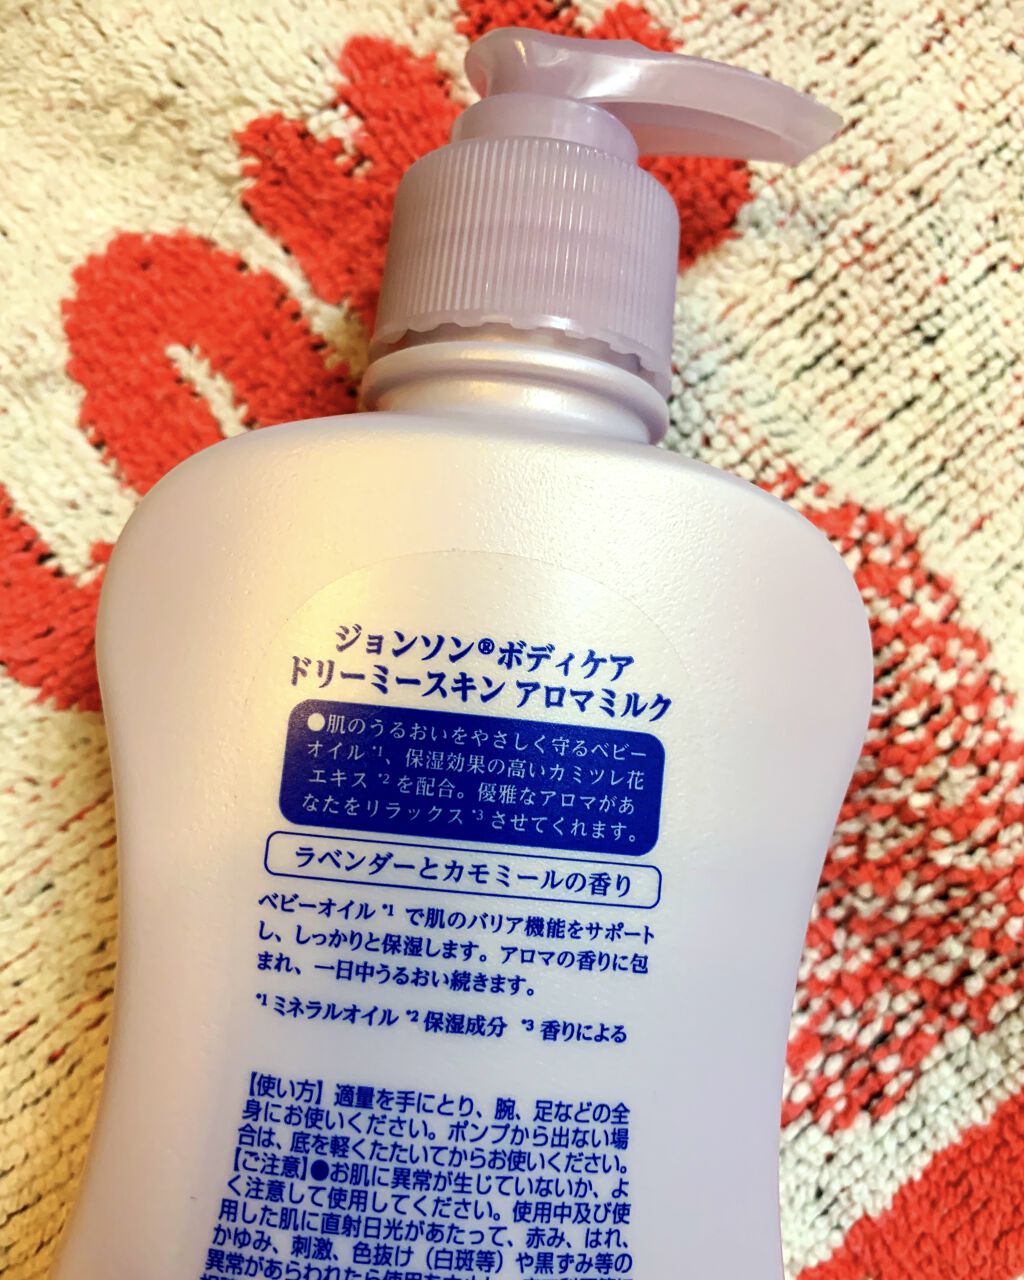 ジョンソン®ボディケア
ドリーミースキン アロマミルク
●肌のうるおいをやさしく守るベビー
オイル*1、保湿効果の高いカミツレ花
エキス*2を配合。優雅なアロマがあ
なたをリラックス*3させてくれます。
ラベンダーとカモミールの香り
ベビーオイル*1で肌のバリア機能をサポート
し、しっかりと保湿します。アロマの香りに包
まれ、一日中うるおい続きます。
*1ミネラルオイル *2保湿成分 *3香りによる
【使い方】適量を手にとり、腕、足などの全
身にお使いください。ポンプから出ない場
合は、底を軽くたたいてからお使いください。
【ご注意】●お肌に異常が生じていないか、よ
く注意して使用してください。使用中及び使
用した肌に直射日光があたって、赤み、はれ、
かゆみ、刺激、色抜け（白斑等）や黒ずみ等の
異常があらわれたら使用を